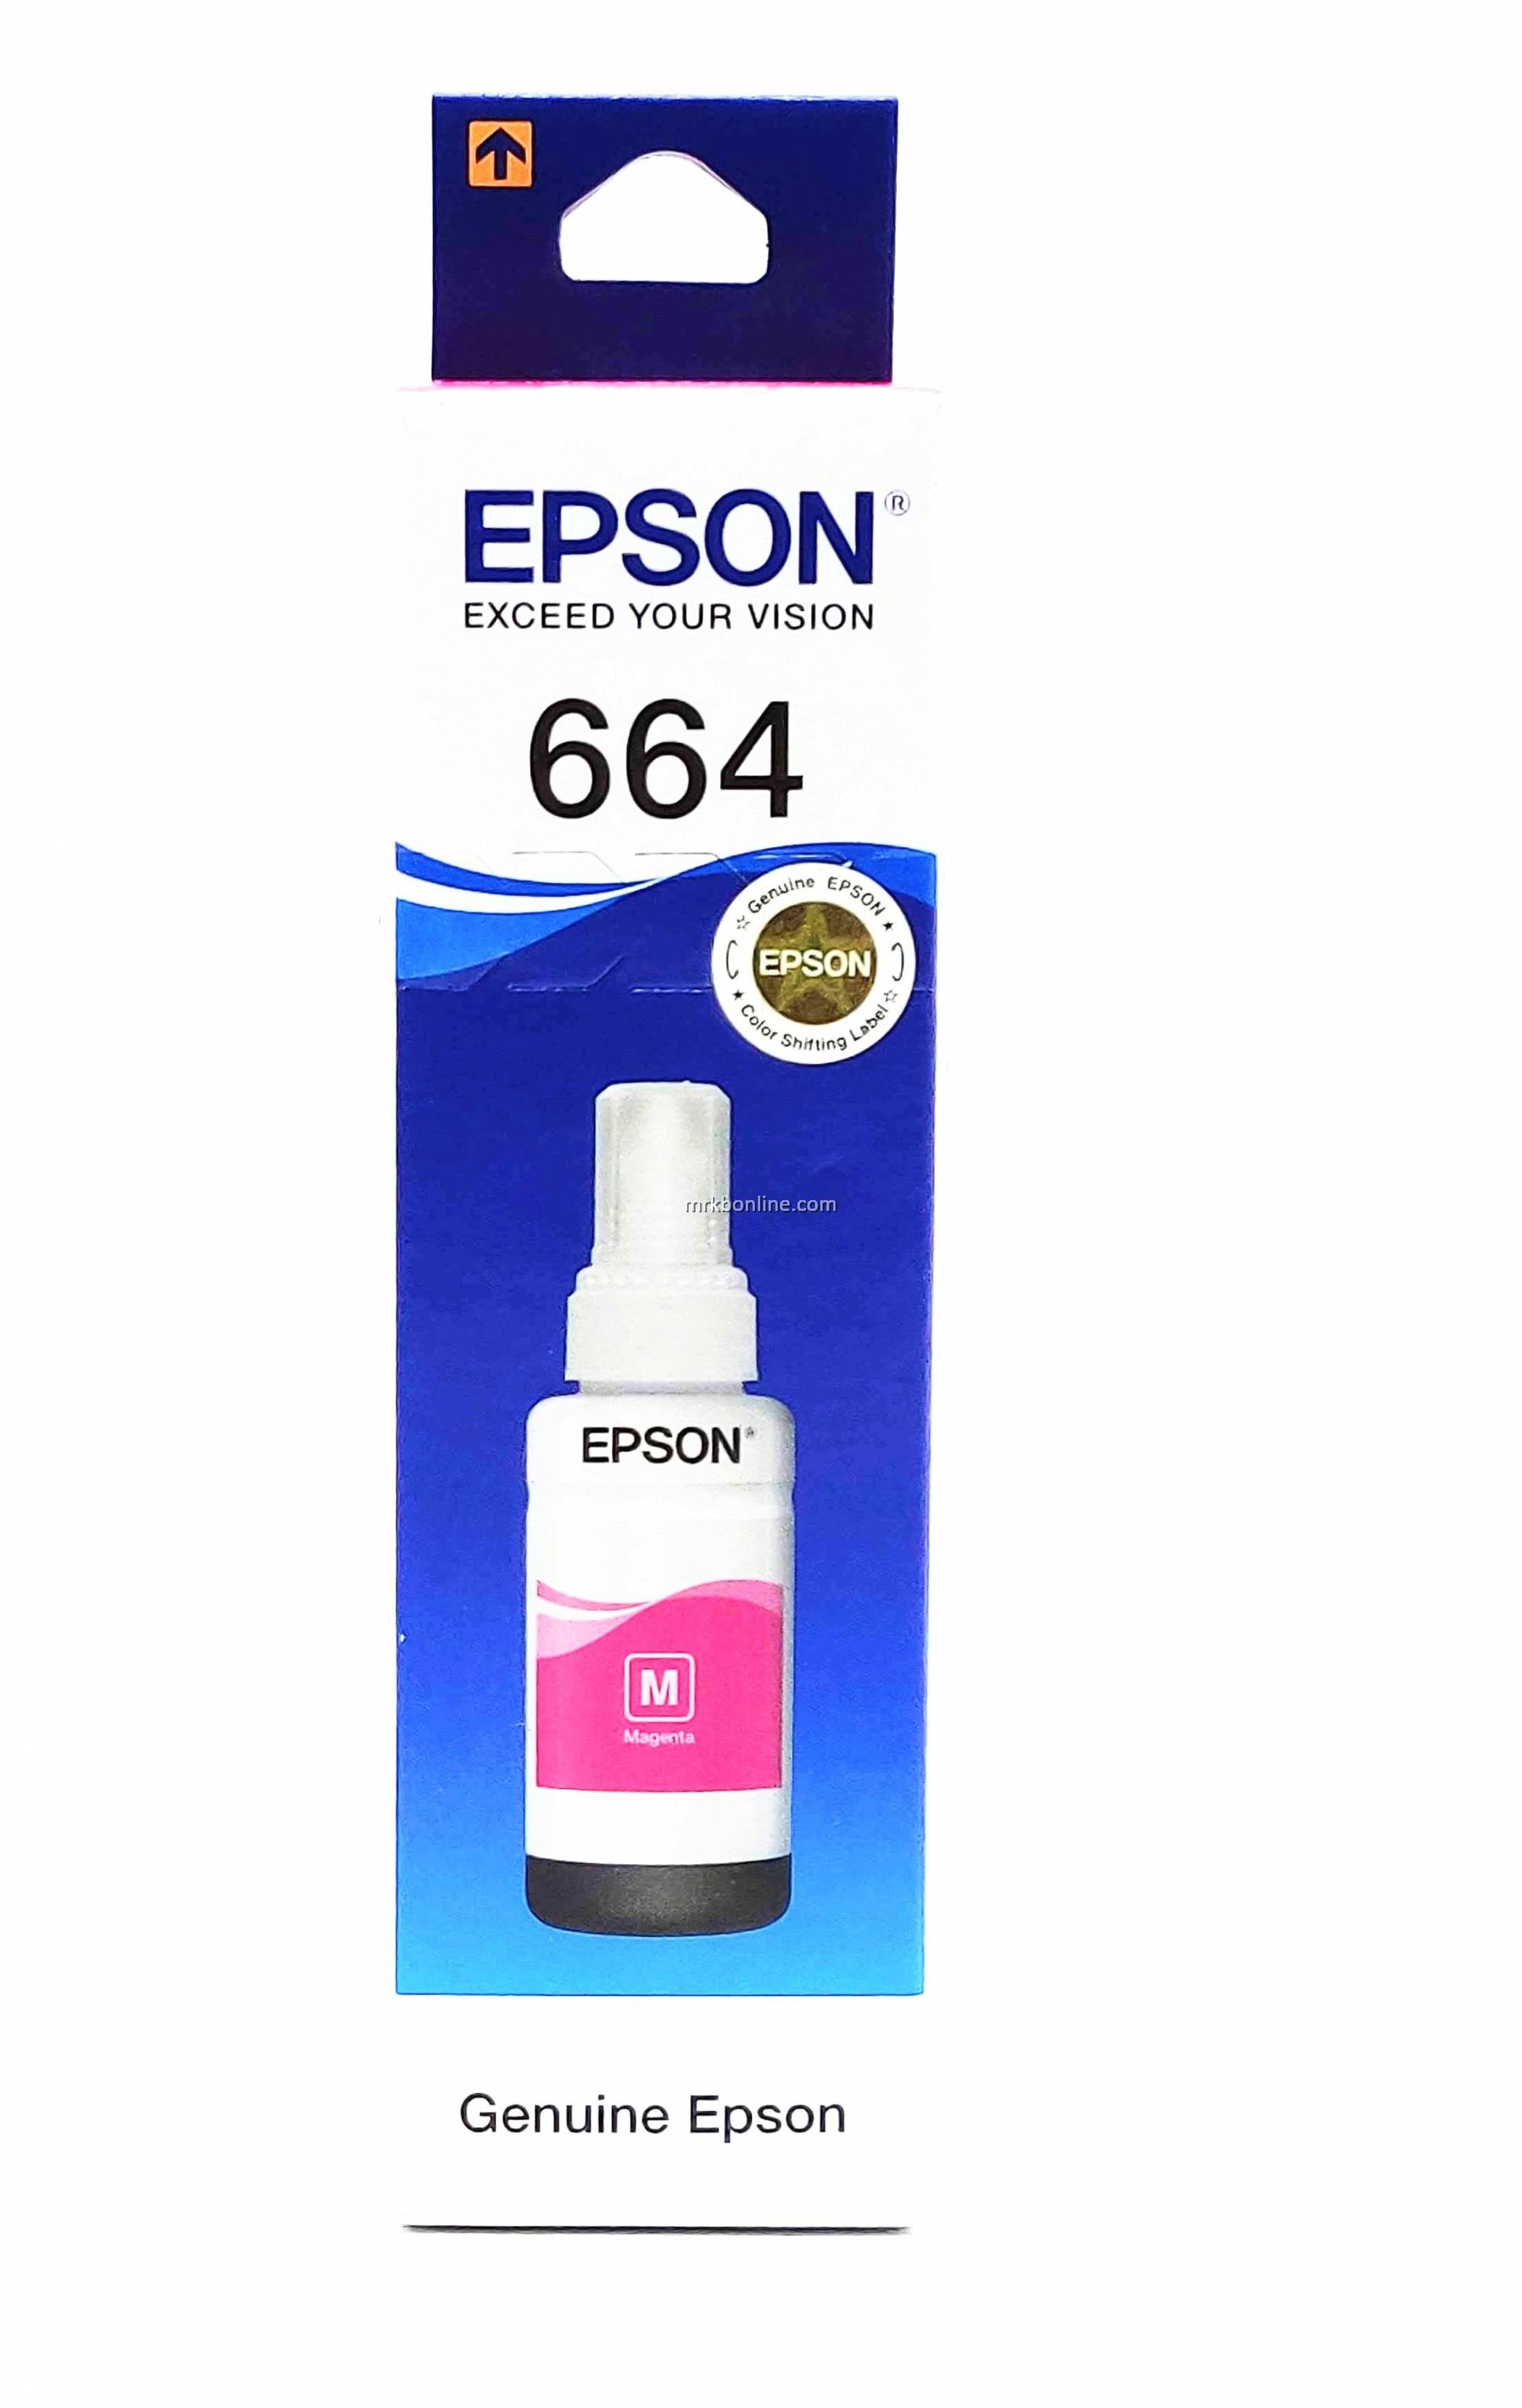 EPSON®
EXCEED YOUR VISION
664
Genuine EPSON
EPSON
Color Shifting Label
mrkbonline.com
EPSON®
M
Magenta
Genuine Epson